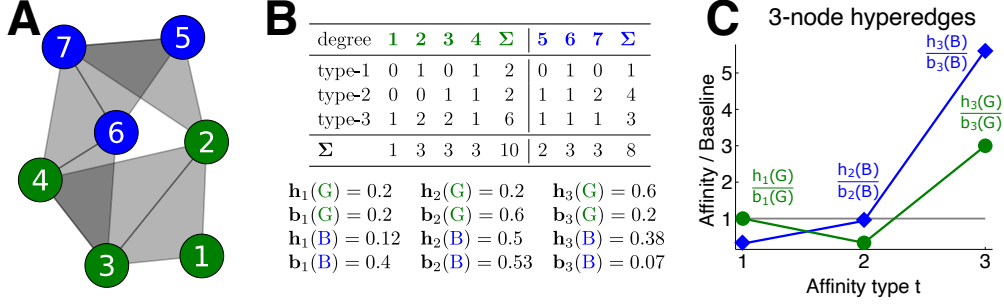 A
7
5
6
2
4
3
1
B
degree 1 2 3 4 Σ 5 6 7 Σ
type-1 0 1 0 1 2 0 1 0 1
type-2 0 0 1 1 2 1 1 2 4
type-3 1 2 2 1 6 1 1 1 3
Σ 1 3 3 3 10 2 3 3 8
h₁(G) = 0.2 h₂(G) = 0.2 h₃(G) = 0.6
b₁(G) = 0.2 b₂(G) = 0.6 b₃(G) = 0.2
h₁(B) = 0.12 h₂(B) = 0.5 h₃(B) = 0.38
b₁(B) = 0.4 b₂(B) = 0.53 b₃(B) = 0.07
C
3-node hyperedges
Affinity / Baseline
5
4
3
2
1
h₁(G)
b₁(G)
h₂(B)
b₂(B)
h₃(B)
b₃(B)
h₃(G)
b₃(G)
1 2 3
Affinity type t